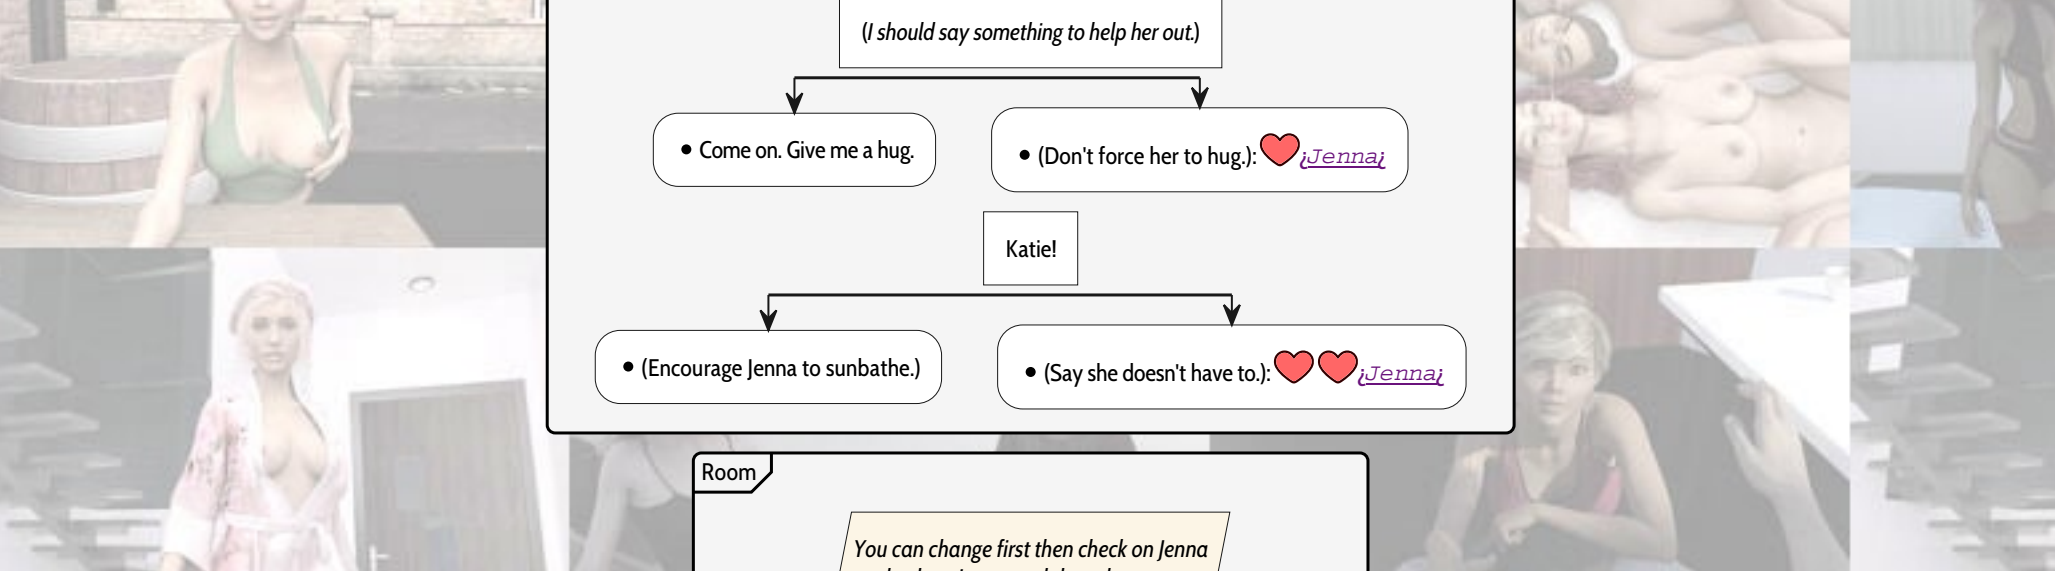 (I should say something to help her out.)
• Come on. Give me a hug.
• (Don't force her to hug.): ¡Jenna¡
Katie!
• (Encourage Jenna to sunbathe.)
• (Say she doesn't have to.): ¡Jenna¡
Room
You can change first then check on Jenna